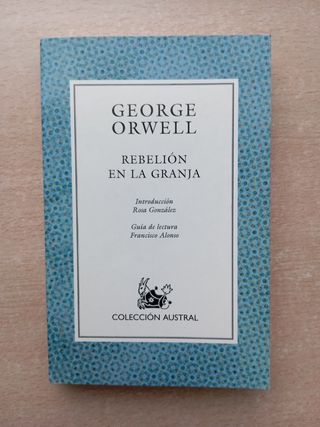 GEORGE
ORWELL
REBELIÓN
EN LA GRANJA
Introducción
Rosa González
Guía de lectura
Francisco Alonso
COLECCIÓN AUSTRAL